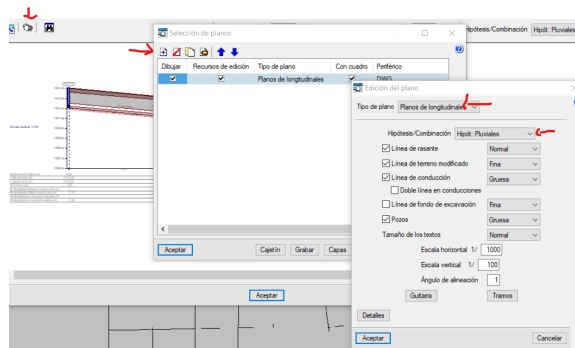 Hipótesis/Combinación Hipót: Pluviales
Selección de planos
Dibujar Recursos de edición Tipo de plano Con cuadro Periférico
Planos de longitudinales DWG
Aceptar Cajetín Grabar Capas
Aceptar
Edición del plano
Tipo de plano Planos de longitudinales
Hipótesis/Combinación Hipót: Pluviales
Línea de rasante Normal
Línea de terreno modificado Fina
Línea de conducción Gruesa
Doble línea en conducciones
Línea de fondo de excavación Fina
Pozos Gruesa
Tamaño de los textos Normal
Escala horizontal 1/ 1000
Escala vertical 1/ 100
Ángulo de alineación 1
Guitarra Tramos
Detalles
Aceptar Cancelar